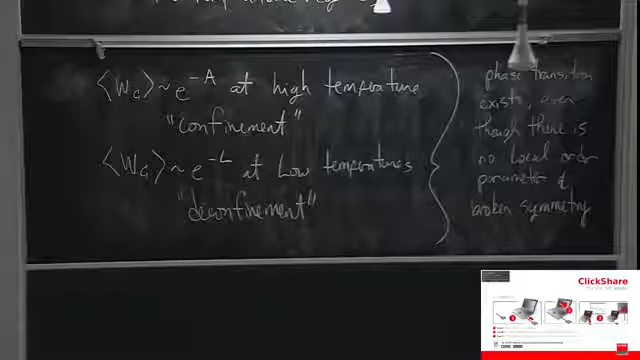 ⟨W_c⟩ ~ e^-A at high temperature
"confinement"
⟨W_c⟩ ~ e^-L at low temperatures
"deconfinement"
phase transition
exists, even
though there is
no local order
parameter &
broken symmetry
ClickShare